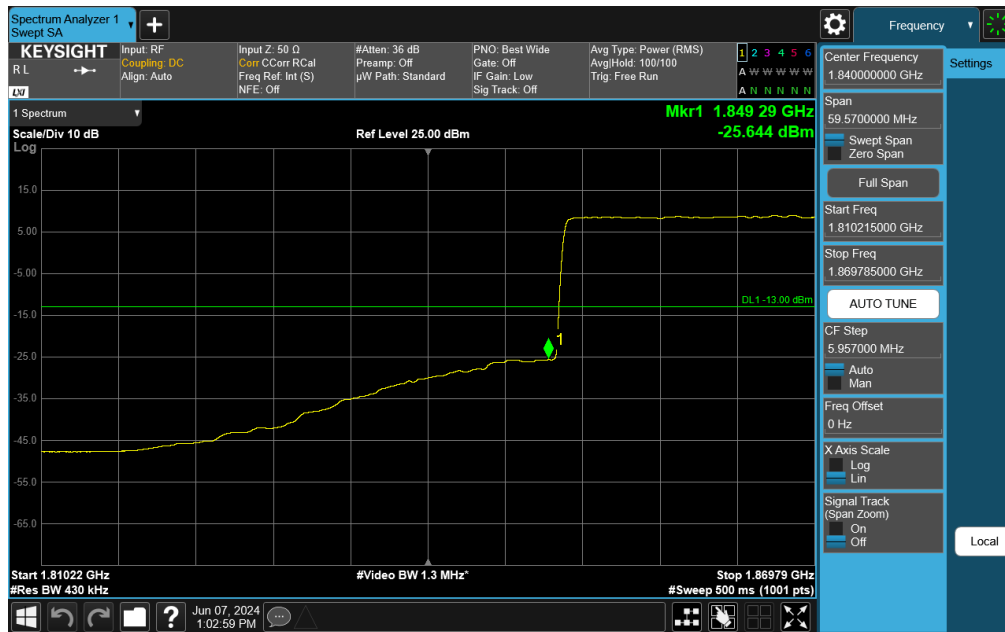 Spectrum Analyzer 1
Swept SA
Frequency
KEYSIGHT
R L
LXI
Input: RF
Coupling: DC
Align: Auto
Input Z: 50 Ω
Corr CCorr RCal
Freq Ref: Int (S)
NFE: Off
#Atten: 36 dB
Preamp: Off
µW Path: Standard
PNO: Best Wide
Gate: Off
IF Gain: Low
Sig Track: Off
Avg Type: Power (RMS)
Avg|Hold: 100/100
Trig: Free Run
1 2 3 4 5 6
A W W W W W
A N N N N N
1 Spectrum
Scale/Div 10 dB
Log
Ref Level 25.00 dBm
Mkr1 1.849 29 GHz
-25.644 dBm
15.0
5.00
-5.00
-15.0
-25.0
-35.0
-45.0
-55.0
-65.0
DL1 -13.00 dBm
1
Start 1.81022 GHz
#Res BW 430 kHz
#Video BW 1.3 MHz*
Stop 1.86979 GHz
#Sweep 500 ms (1001 pts)
Jun 07, 2024
1:02:59 PM
Center Frequency
1.840000000 GHz
Span
59.5700000 MHz
Swept Span
Zero Span
Full Span
Start Freq
1.810215000 GHz
Stop Freq
1.869785000 GHz
AUTO TUNE
CF Step
5.957000 MHz
Auto
Man
Freq Offset
0 Hz
X Axis Scale
Log
Lin
Signal Track
(Span Zoom)
On
Off
Settings
Local